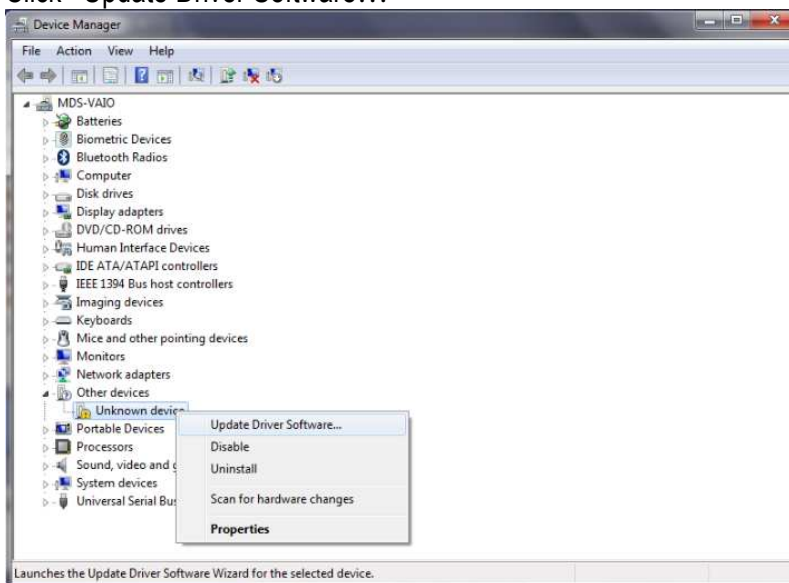 Click "Update Driver Software…"
Device Manager
File Action View Help
MDS-VAIO
Batteries
Biometric Devices
Bluetooth Radios
Computer
Disk drives
Display adapters
DVD/CD-ROM drives
Human Interface Devices
IDE ATA/ATAPI controllers
IEEE 1394 Bus host controllers
Imaging devices
Keyboards
Mice and other pointing devices
Monitors
Network adapters
Other devices
Unknown device
Portable Devices
Processors
Sound, video and
System devices
Universal Serial
Update Driver Software...
Disable
Uninstall
Scan for hardware changes
Properties
Launches the Update Driver Software Wizard for the selected device.